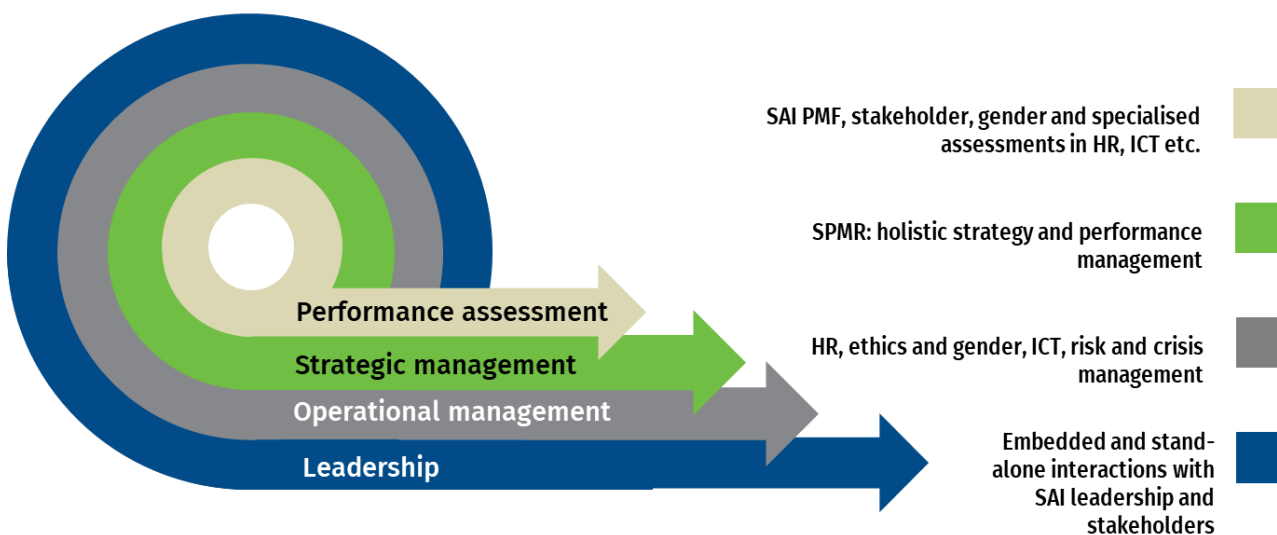 SAI PMF, stakeholder, gender and specialised
assessments in HR, ICT etc.
SPMR: holistic strategy and performance
management
Performance assessment
Strategic management
HR, ethics and gender, ICT, risk and crisis
management
Operational management
Leadership
Embedded and stand-
alone interactions with
SAI leadership and
stakeholders